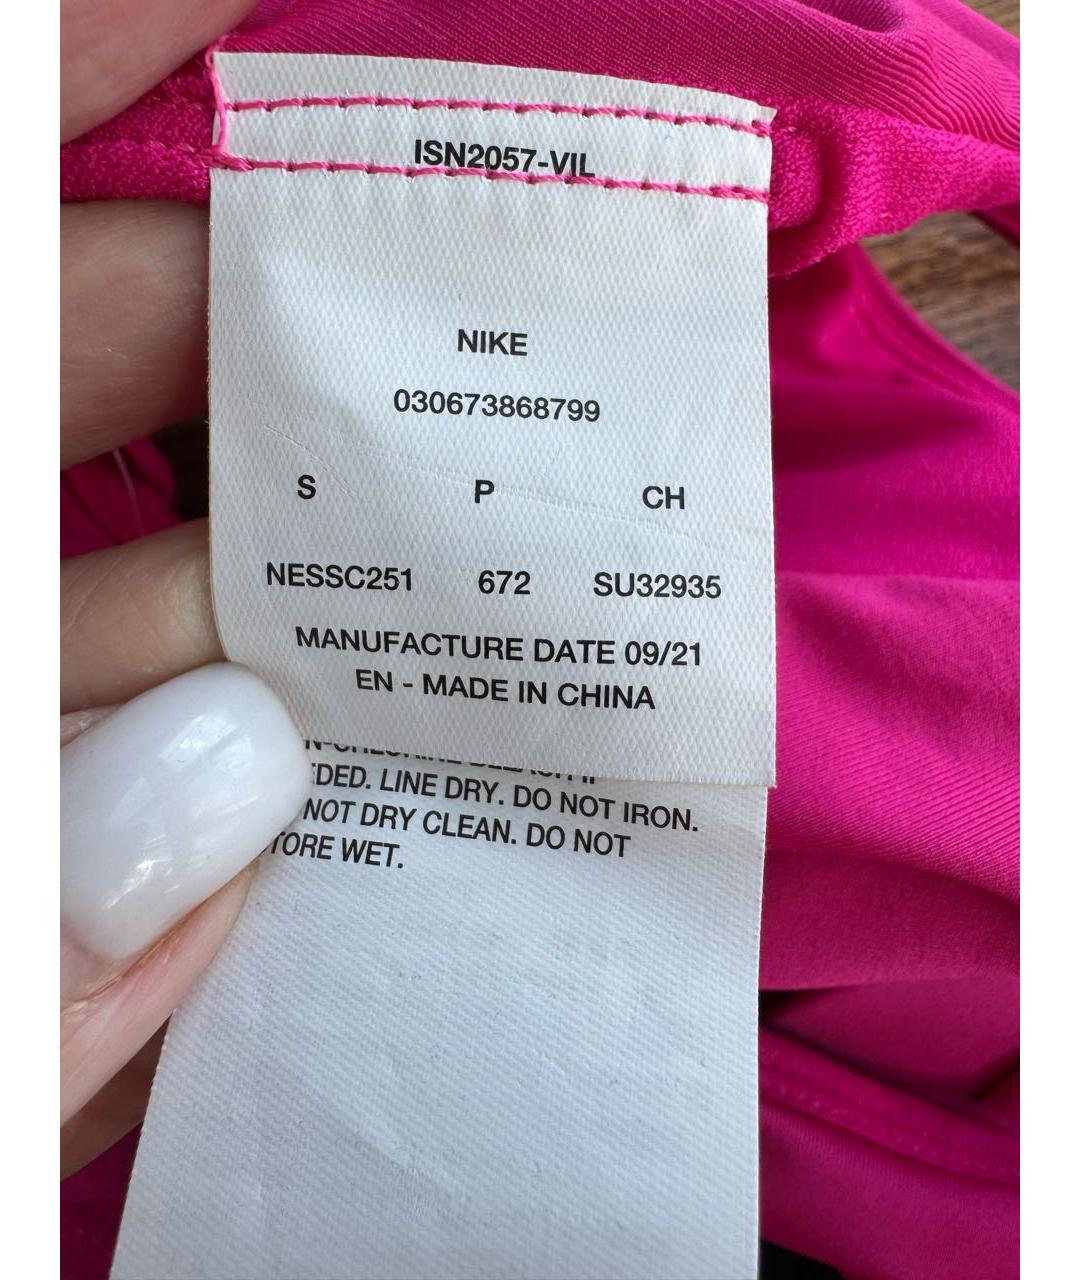 ISN2057-VIL
NIKE
030673868799
S P CH
NESSC251 672 SU32935
MANUFACTURE DATE 09/21
EN - MADE IN CHINA
DED. LINE DRY. DO NOT IRON.
NOT DRY CLEAN. DO NOT
TORE WET.